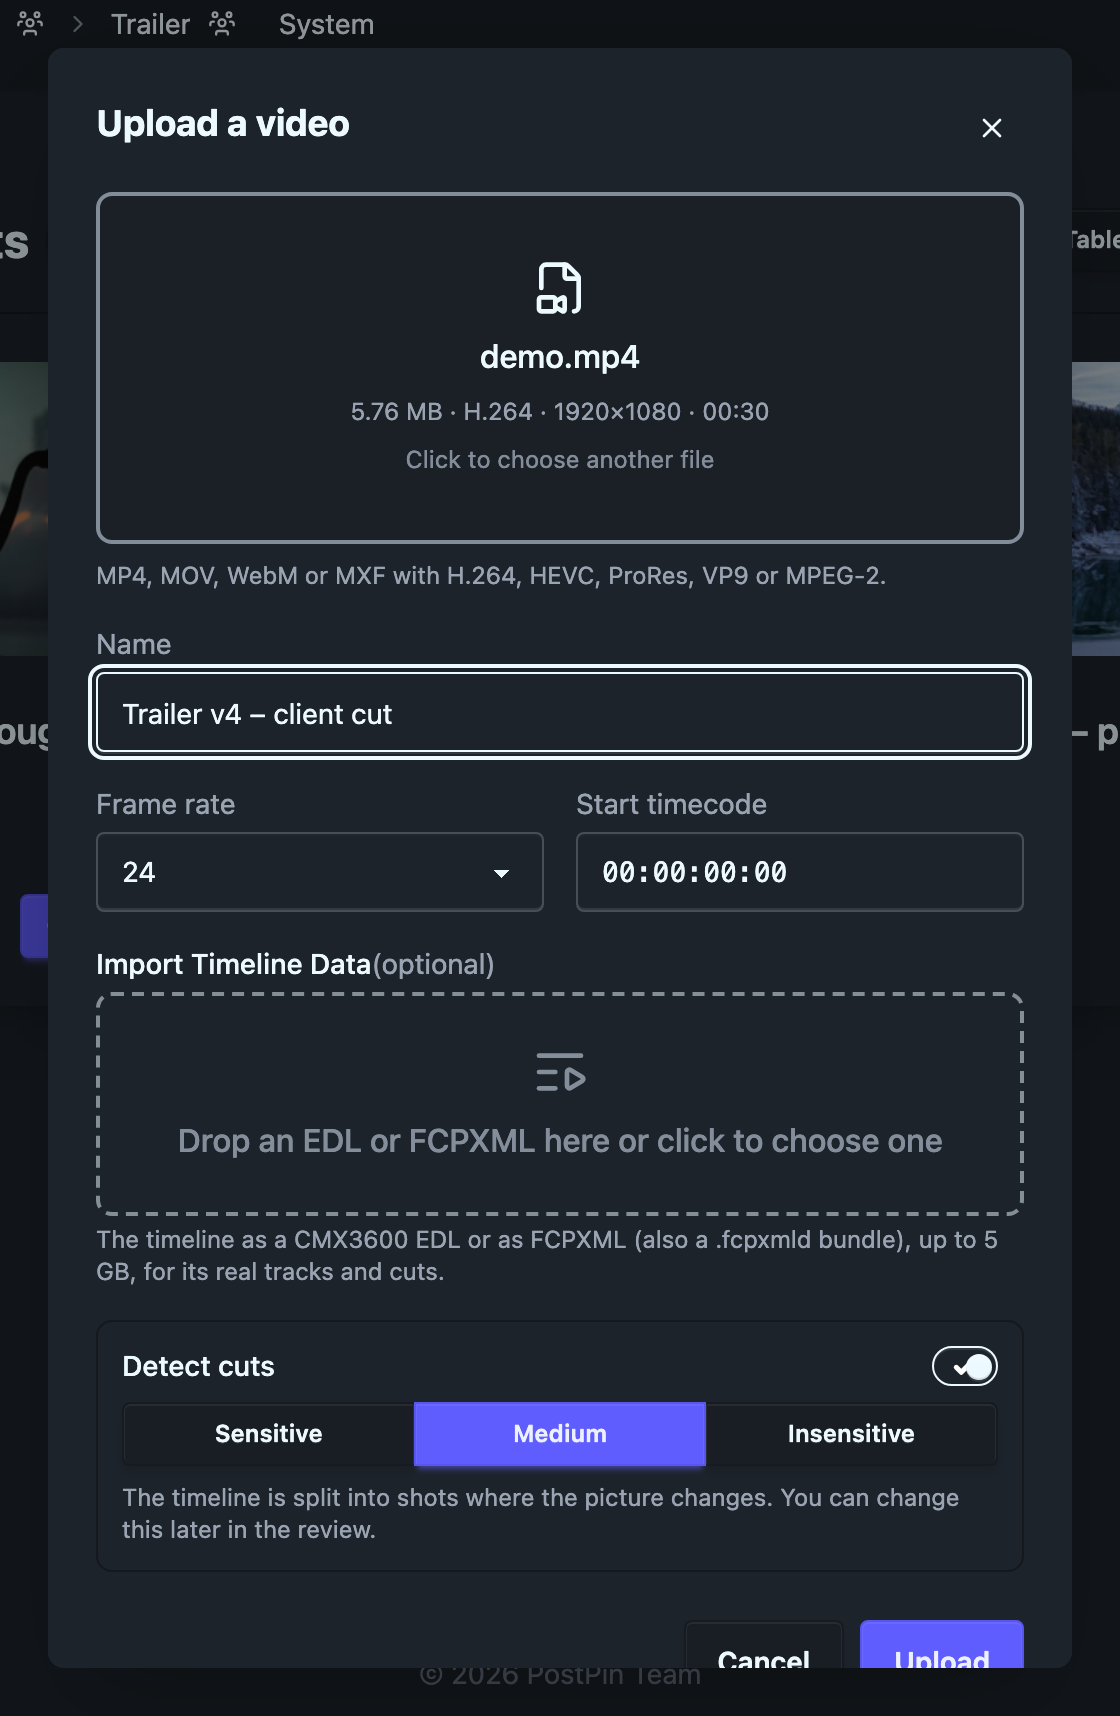 Trailer
System
Upload a video
ts
Table
demo.mp4
5.76 MB · H.264 · 1920×1080 · 00:30
Click to choose another file
MP4, MOV, WebM or MXF with H.264, HEVC, ProRes, VP9 or MPEG-2.
Name
Trailer v4 – client cut
oug
– p
Frame rate
Start timecode
24
00:00:00:00
Import Timeline Data(optional)
Drop an EDL or FCPXML here or click to choose one
The timeline as a CMX3600 EDL or as FCPXML (also a .fcpxmld bundle), up to 5
GB, for its real tracks and cuts.
Detect cuts
Sensitive
Medium
Insensitive
The timeline is split into shots where the picture changes. You can change
this later in the review.
Cancel
Upload
© 2026 PostPin Team